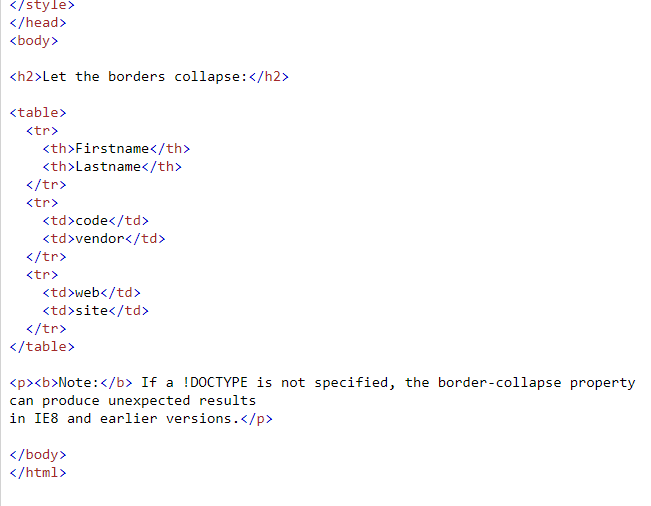 </style>
</head>
<body>
<h2>Let the borders collapse:</h2>
<table>
<tr>
<th>Firstname</th>
<th>Lastname</th>
</tr>
<tr>
<td>code</td>
<td>vendor</td>
</tr>
<tr>
<td>web</td>
<td>site</td>
</tr>
</table>
<p><b>Note:</b> If a !DOCTYPE is not specified, the border-collapse property
can produce unexpected results
in IE8 and earlier versions.</p>
</body>
</html>